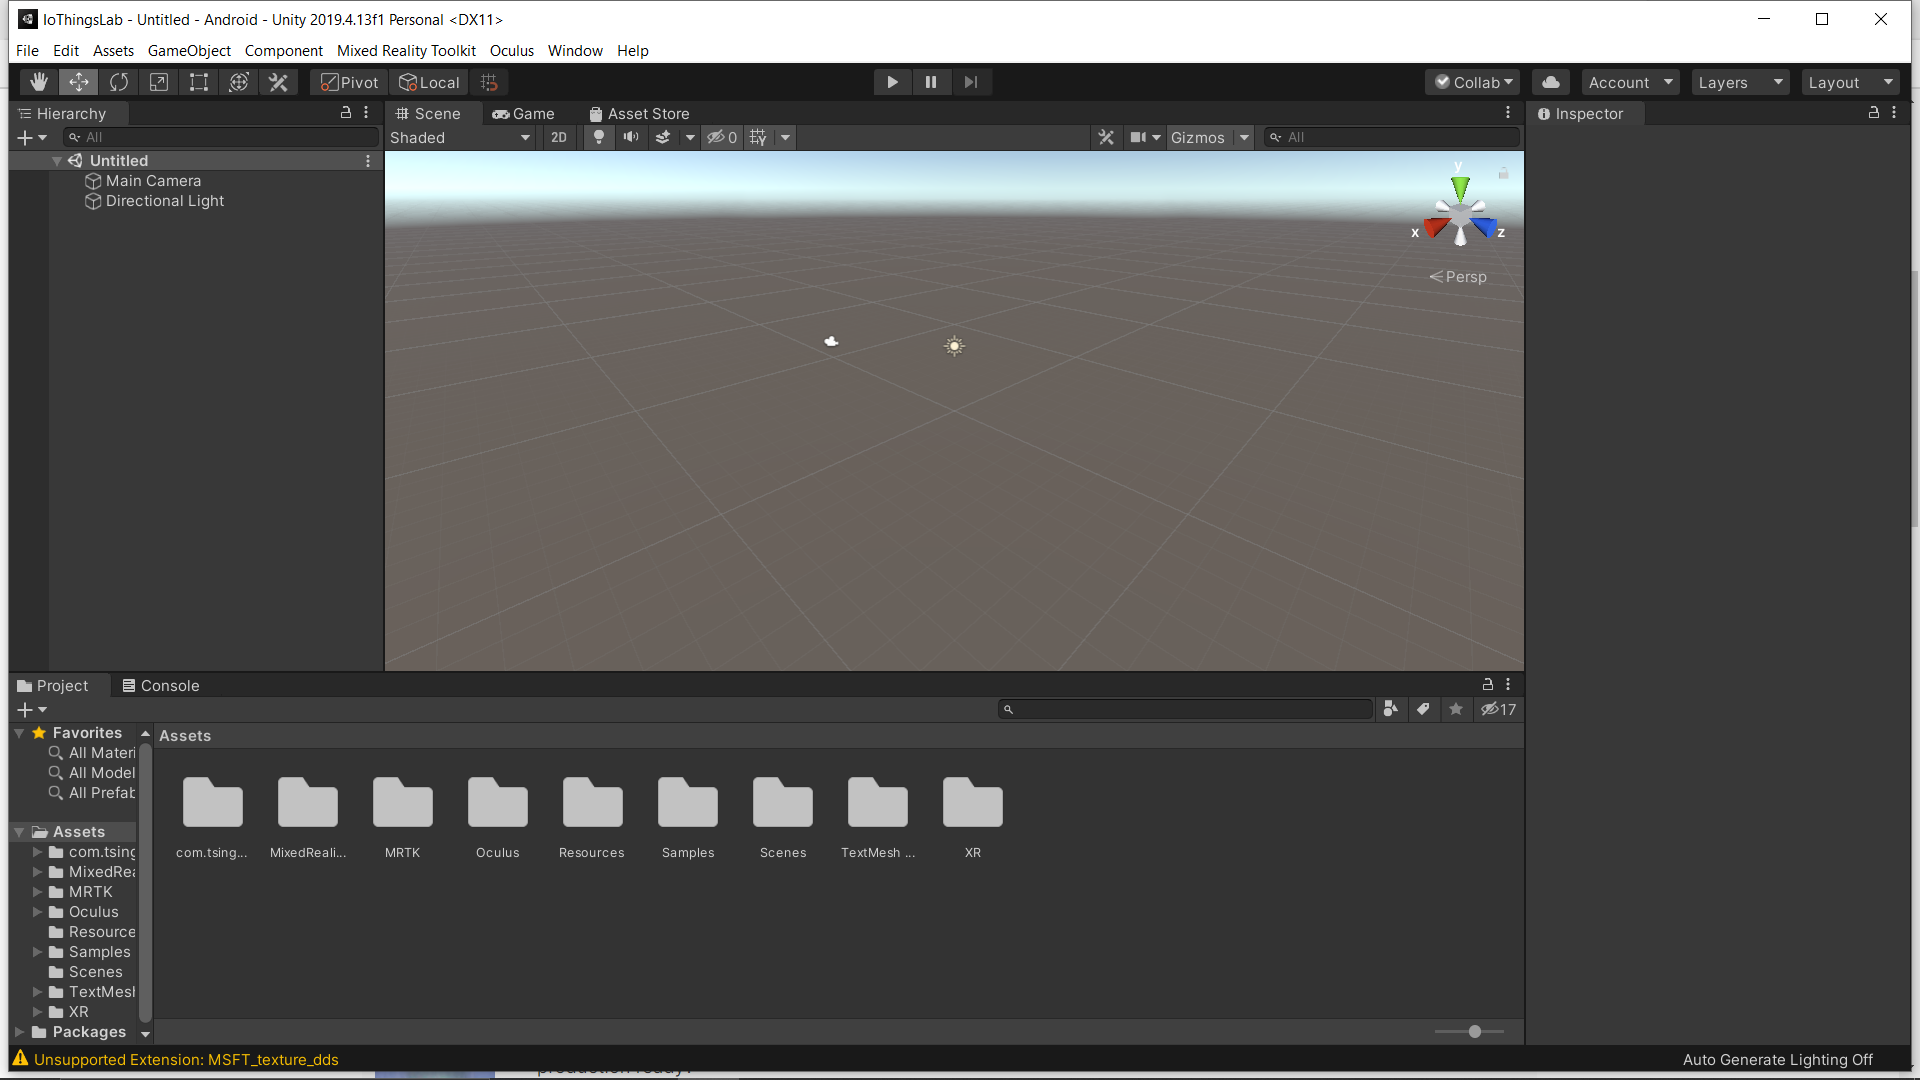 IoThingsLab - Untitled - Android - Unity 2019.4.13f1 Personal <DX11>
File Edit Assets GameObject Component Mixed Reality Toolkit Oculus Window Help
Pivot Local Collab Account Layers Layout
Hierarchy
All
Untitled
Main Camera
Directional Light
Scene Game Asset Store
Shaded 2D 0 Gizmos All
y
x z
Persp
Inspector
Project Console
17
Favorites
All Materi
All Model
All Prefab
Assets
com.tsing
MixedRea
MRTK
Oculus
Resource
Samples
Scenes
TextMesh
XR
Packages
Assets
com.tsing... MixedReali... MRTK Oculus Resources Samples Scenes TextMesh ... XR
Unsupported Extension: MSFT_texture_dds
Auto Generate Lighting Off